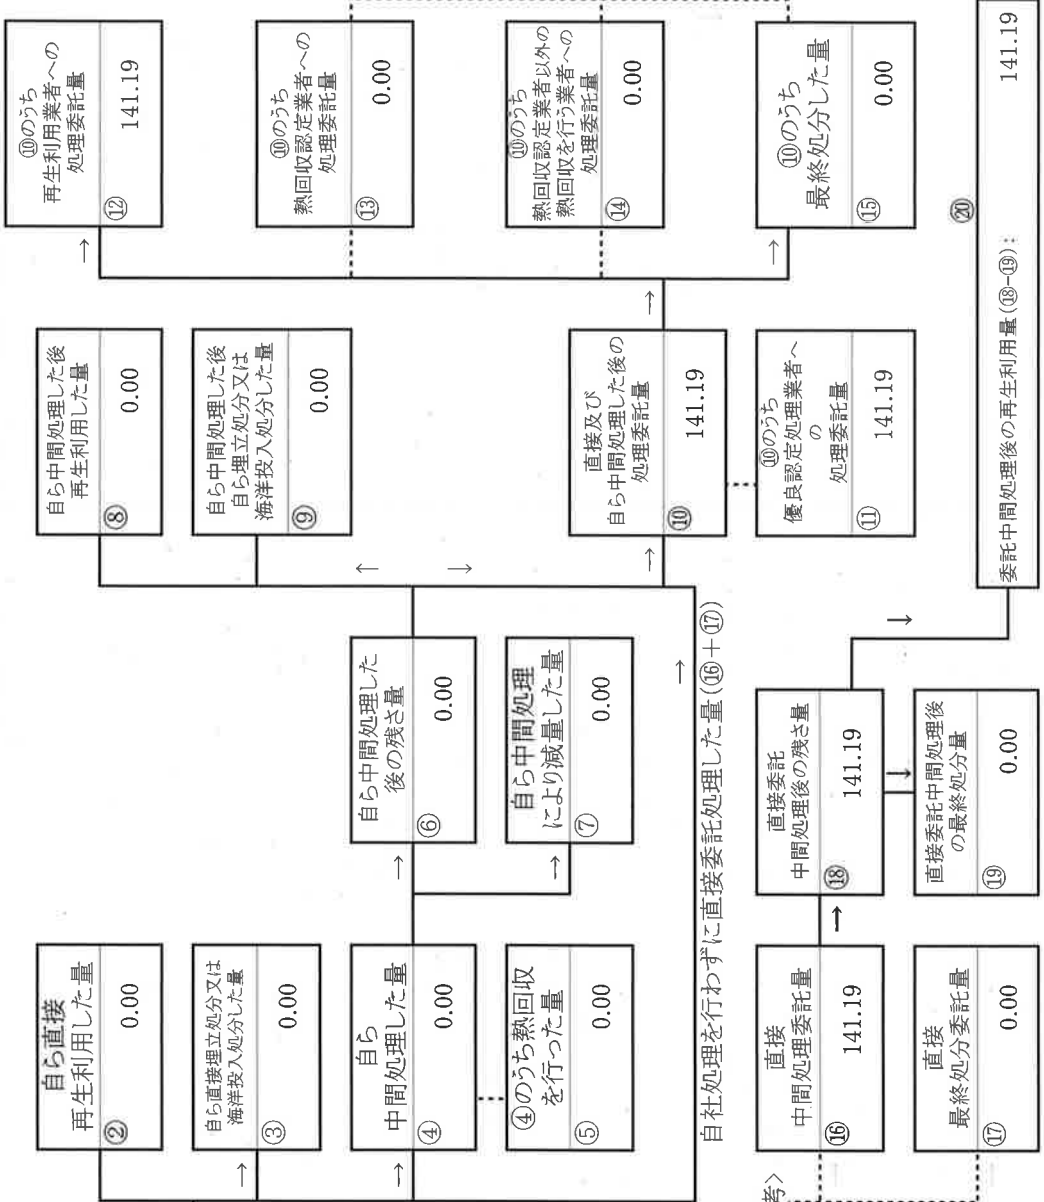 自ら直接
再生利用した量
②
0.00
自ら直接埋立処分又は
海洋投入処分した量
③
0.00
自ら
中間処理した量
④
0.00
④のうち熱回収
を行った量
⑤
0.00
自ら中間処理した
後の残さ量
⑥
0.00
自ら中間処理
により減量した量
⑦
0.00
自ら中間処理した後
再生利用した量
⑧
0.00
自ら中間処理した後
自ら埋立処分又は
海洋投入処分した量
⑨
0.00
直接及び
自ら中間処理した後の
処理委託量
⑩
141.19
⑩のうち
優良認定処理業者へ
の
処理委託量
⑪
141.19
⑩のうち
再生利用業者への
処理委託量
⑫
141.19
⑩のうち
熱回収認定業者への
処理委託量
⑬
0.00
⑩のうち
熱回収認定業者以外の
熱回収を行う業者への
処理委託量
⑭
0.00
⑩のうち
最終処分した量
⑮
0.00
自社処理を行わずに直接委託処理した量(⑯+⑰)
考>
直接
中間処理委託量
⑯
141.19
直接
最終処分委託量
⑰
0.00
直接委託
中間処理後の残さ量
⑱
141.19
直接委託中間処理後
の最終処分量
⑲
0.00
⑳
委託中間処理後の再生利用量(⑱-⑲):
141.19